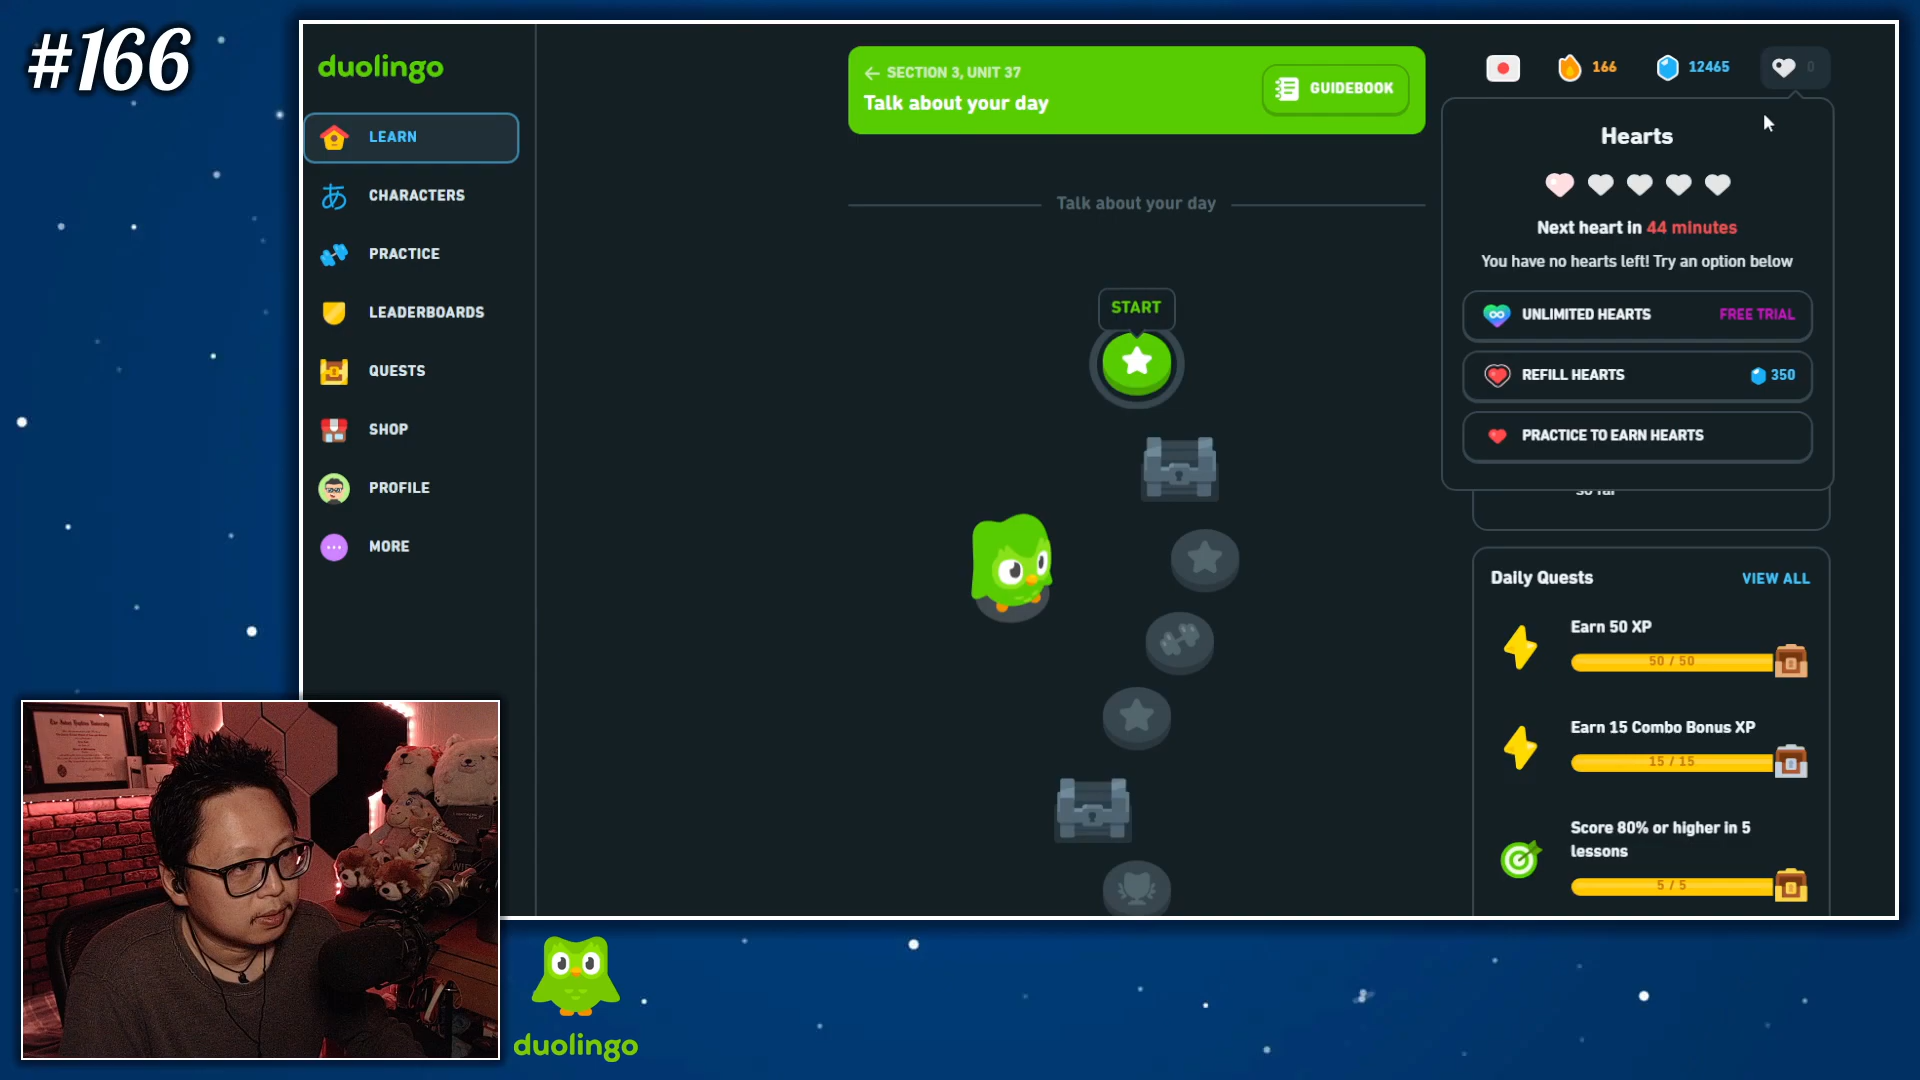 #166
duolingo
LEARN
あ
CHARACTERS
PRACTICE
LEADERBOARDS
QUESTS
SHOP
PROFILE
MORE
SECTION 3, UNIT 37
Talk about your day
GUIDEBOOK
Talk about your day
START
166
12465
0
Hearts
Next heart in 44 minutes
You have no hearts left! Try an option below
UNLIMITED HEARTS FREE TRIAL
REFILL HEARTS 350
PRACTICE TO EARN HEARTS
so far
Daily Quests VIEW ALL
Earn 50 XP
50 / 50
Earn 15 Combo Bonus XP
15 / 15
Score 80% or higher in 5
lessons
5 / 5
duolingo